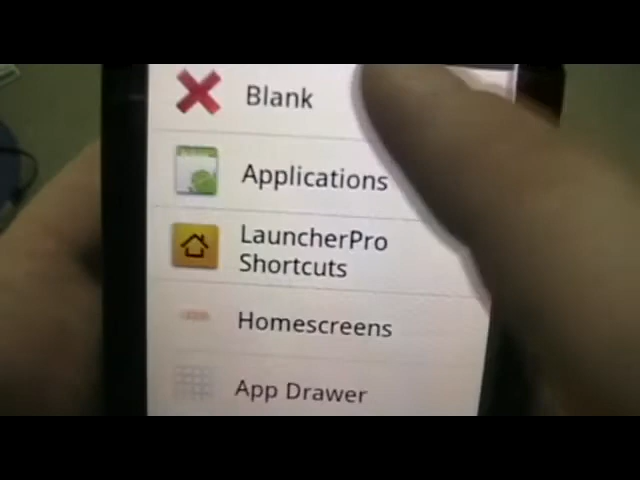 Blank
Applications
LauncherPro
Shortcuts
Homescreens
App Drawer